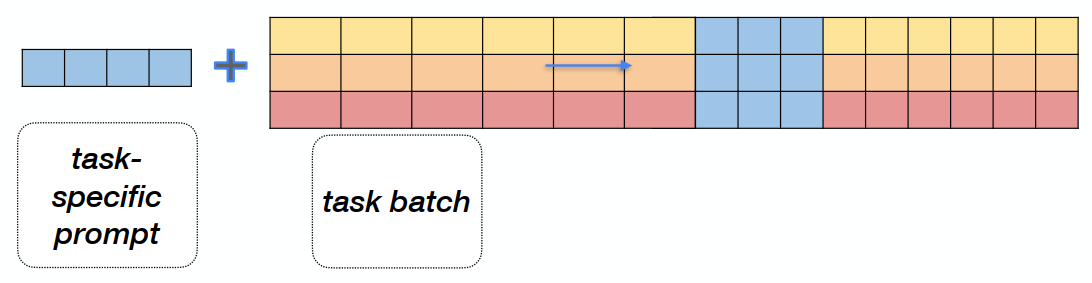 task-
specific
prompt
task batch